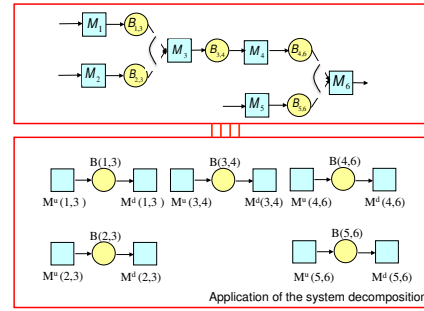 M1 B1,3
M3 B3,4 M4 B4,6
M2 B2,3 M6
M5 B5,6
B(1,3) B(3,4) B(4,6)
Mᵘ(1,3) Mᵈ(1,3) Mᵘ(3,4) Mᵈ(3,4) Mᵘ(4,6) Mᵈ(4,6)
B(2,3) B(5,6)
Mᵘ(2,3) Mᵈ(2,3) Mᵘ(5,6) Mᵈ(5,6)
Application of the system decomposition